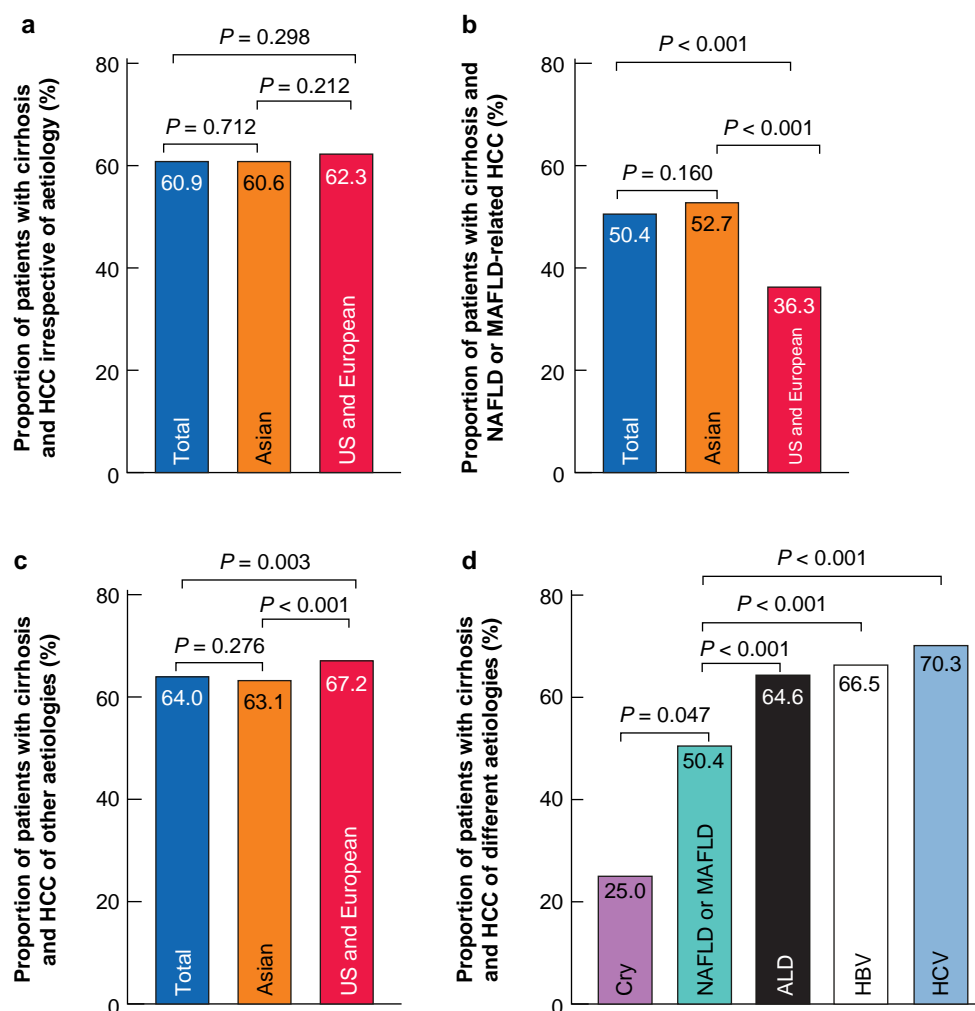 a
Proportion of patients with cirrhosis
and HCC irrespective of aetiology (%)
P = 0.298
P = 0.212
P = 0.712
80
60
40
20
0
60.9
60.6
62.3
Total
Asian
US and European
b
Proportion of patients with cirrhosis and
NAFLD or MAFLD-related HCC (%)
P < 0.001
P < 0.001
P = 0.160
80
60
40
20
0
50.4
52.7
36.3
Total
Asian
US and European
c
Proportion of patients with cirrhosis
and HCC of other aetiologies (%)
P = 0.003
P < 0.001
P = 0.276
80
60
40
20
0
64.0
63.1
67.2
Total
Asian
US and European
d
Proportion of patients with cirrhosis
and HCC of different aetiologies (%)
P < 0.001
P < 0.001
P < 0.001
P = 0.047
80
60
40
20
0
25.0
50.4
64.6
66.5
70.3
Cry
NAFLD or MAFLD
ALD
HBV
HCV